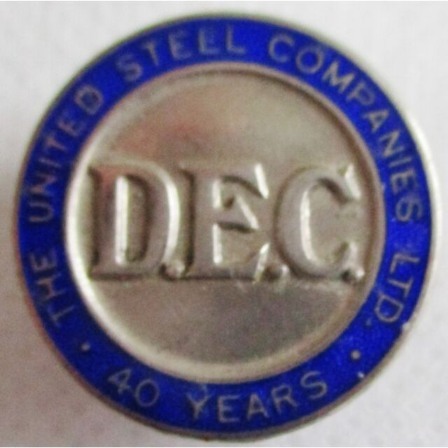 THE UNITED STEEL COMPANIES LTD.
D.E.C.
· 40 YEARS ·